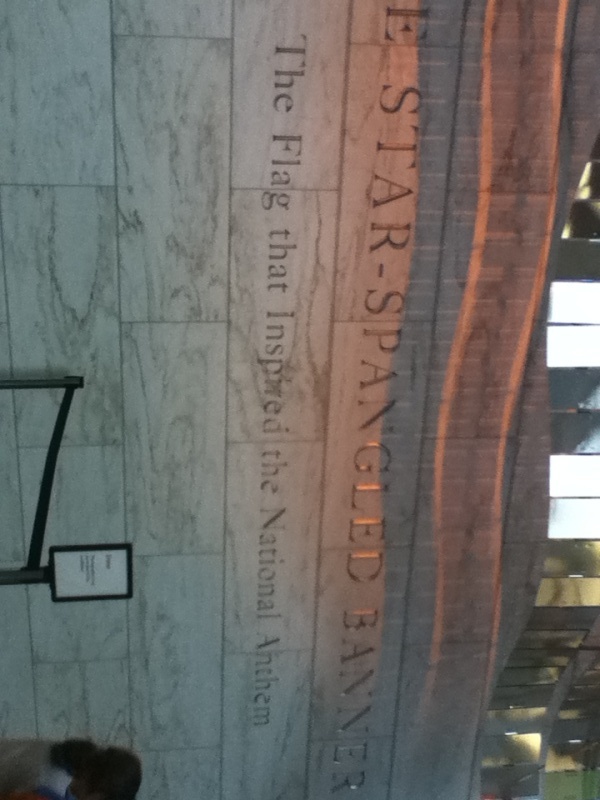 E STAR-SPANGLED BANNER
The Flag that Inspired the National Anthem